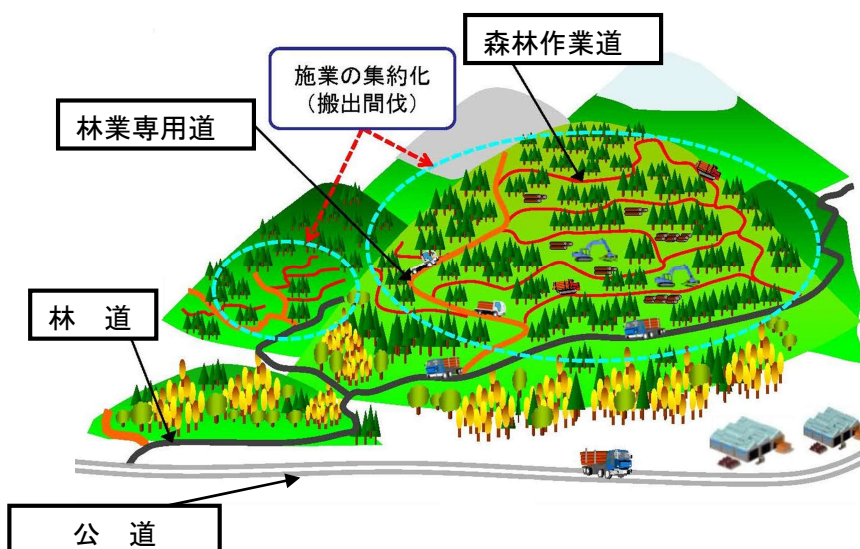 森林作業道
施業の集約化
（搬出間伐）
林業専用道
林　道
公　道